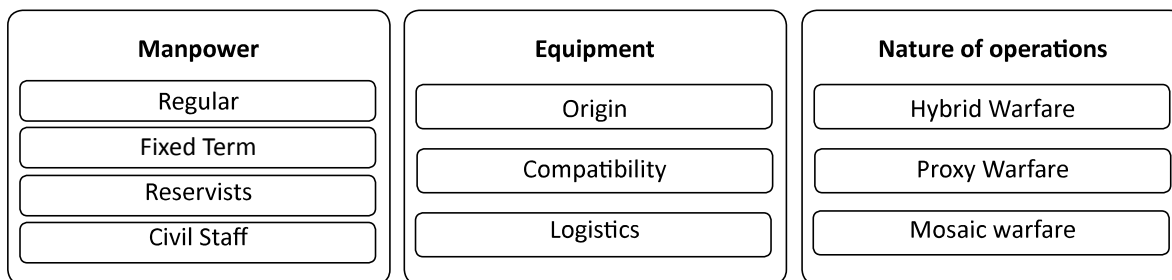 Manpower
Regular
Fixed Term
Reservists
Civil Staff
Equipment
Origin
Compatibility
Logistics
Nature of operations
Hybrid Warfare
Proxy Warfare
Mosaic warfare